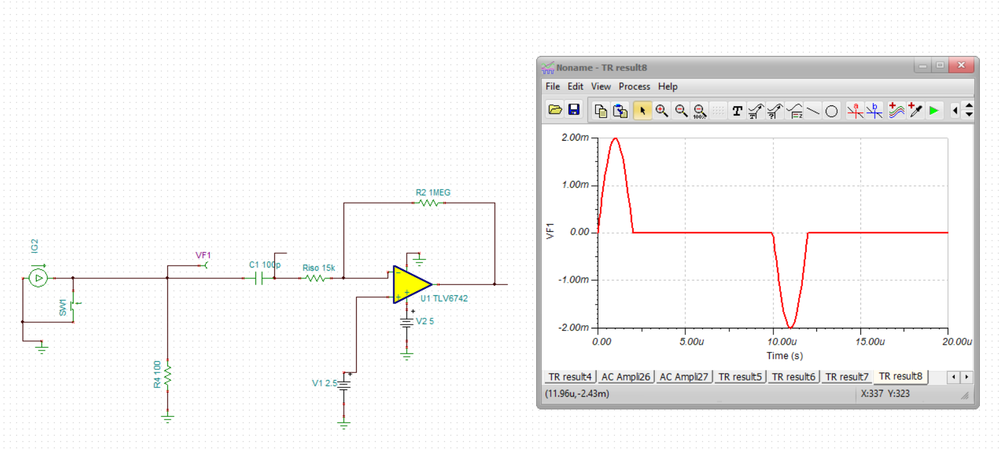 R2 1MEG
IG2
VF1
C1 100p
Riso 15k
SW1
t
U1 TLV6742
V2 5
R4 100
V1 2.5
Noname - TR result8
File Edit View Process Help
T
a
b
100%
2.00m
1.00m
0.00
-1.00m
-2.00m
VF1
0.00 5.00u 10.00u 15.00u 20.00u
Time (s)
TR result4 AC Ampli26 AC Ampli27 TR result5 TR result6 TR result7 TR result8
(11.96u,-2.43m) X:337 Y:323